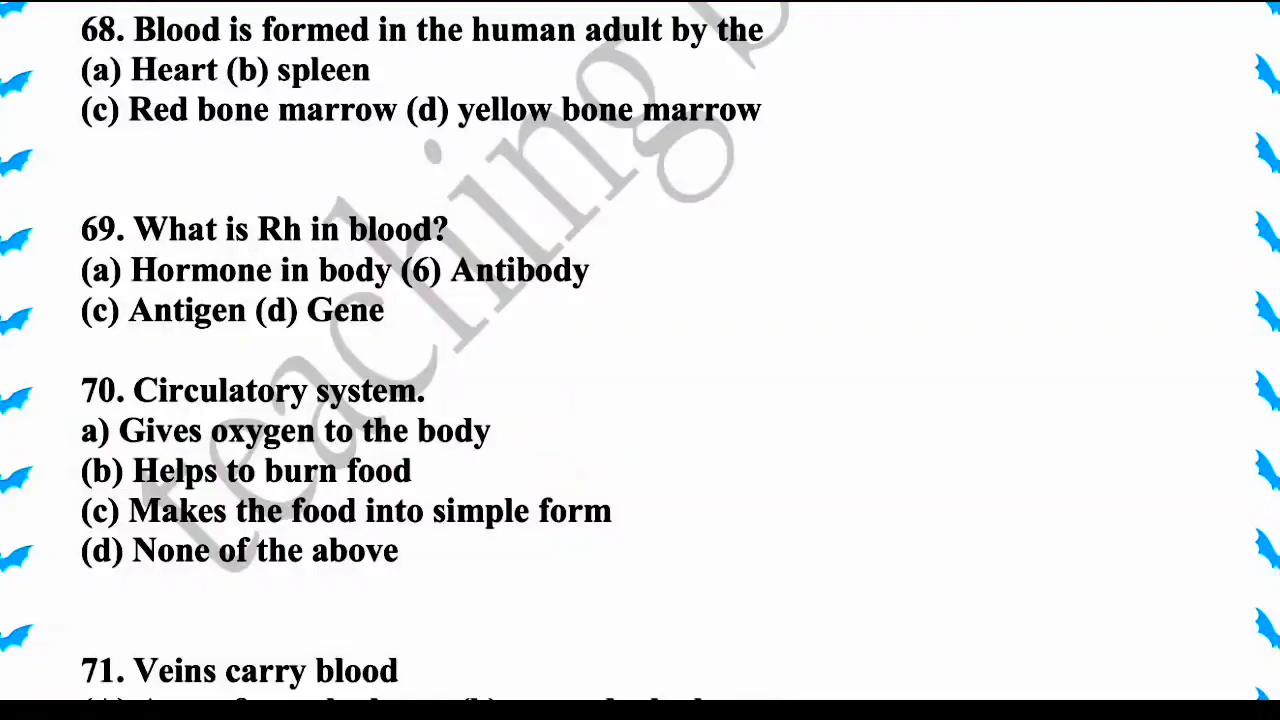 68. Blood is formed in the human adult by the
(a) Heart (b) spleen
(c) Red bone marrow (d) yellow bone marrow
69. What is Rh in blood?
(a) Hormone in body (6) Antibody
(c) Antigen (d) Gene
70. Circulatory system.
a) Gives oxygen to the body
(b) Helps to burn food
(c) Makes the food into simple form
(d) None of the above
71. Veins carry blood
teaching b